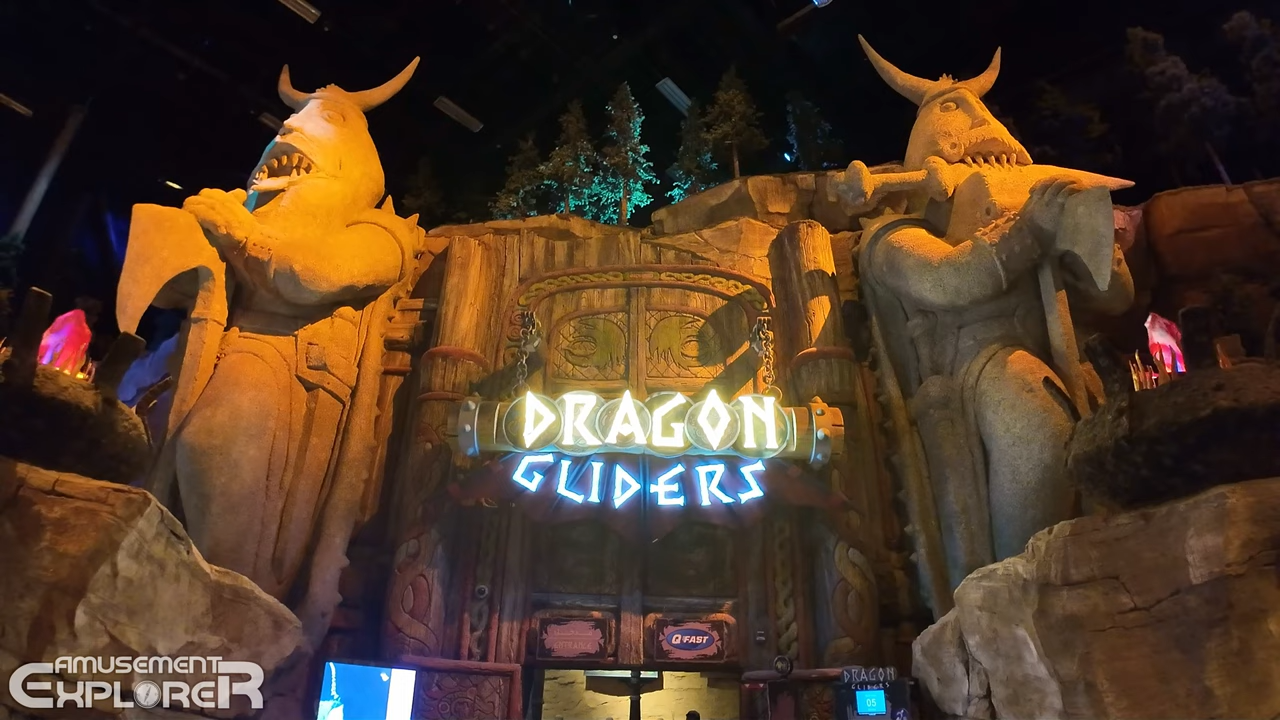 DRAGON
GLIDERS
Q-FAST
DRAGON
GLIDERS
05
AMUSEMENT
EXPLORER